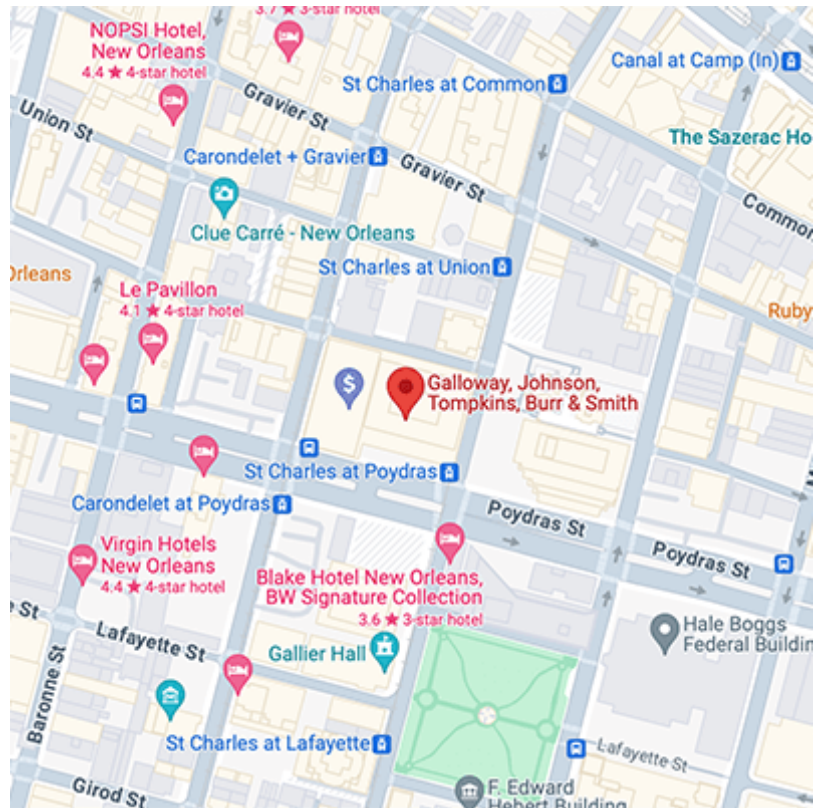 3.7 ★ 3-star hotel
NOPSI Hotel,
New Orleans
4.4 ★ 4-star hotel
Canal at Camp (In)
St Charles at Common
Gravier St
Union St
The Sazerac Ho
Carondelet + Gravier
Gravier St
Common
Clue Carré - New Orleans
St Charles at Union
Orleans
Le Pavillon
4.1 ★ 4-star hotel
Ruby
$
Galloway, Johnson,
Tompkins, Burr & Smith
St Charles at Poydras
Carondelet at Poydras
Poydras St
Poydras St
Virgin Hotels
New Orleans
4.4 ★ 4-star hotel
Blake Hotel New Orleans,
BW Signature Collection
3.6 ★ 3-star hotel
Hale Boggs
Federal Buildin
Lafayette St
Gallier Hall
Baronne St
St Charles at Lafayette
Lafayette St
Girod St
F. Edward
Hebert Building